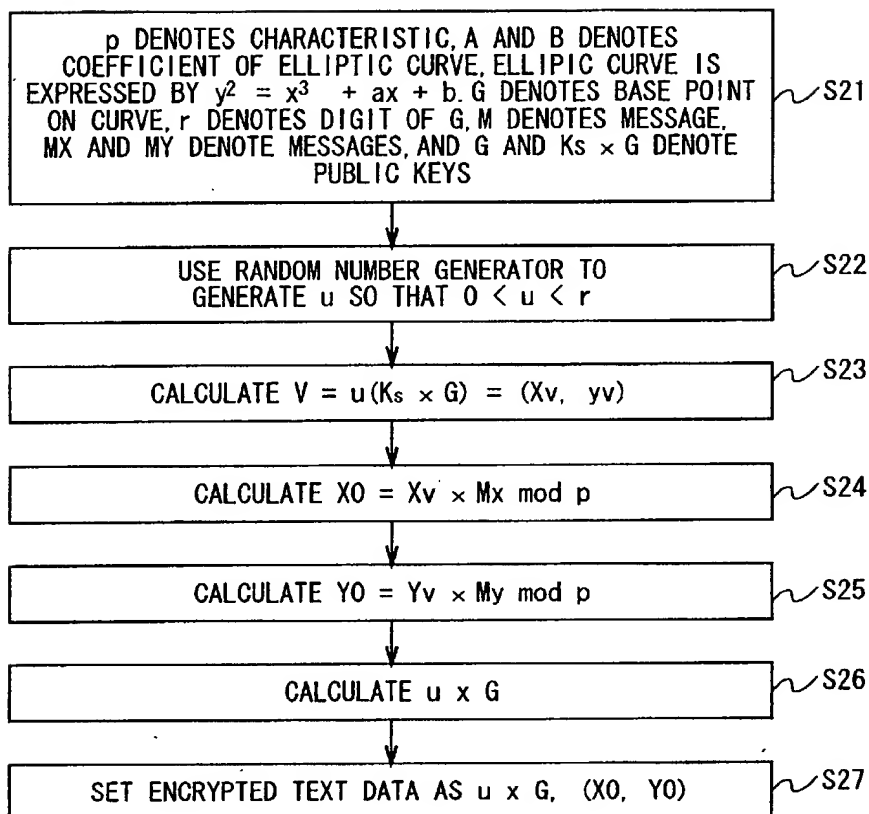 p DENOTES CHARACTERISTIC, A AND B DENOTES
COEFFICIENT OF ELLIPTIC CURVE, ELLIPIC CURVE IS
EXPRESSED BY y² = x³ + ax + b. G DENOTES BASE POINT
ON CURVE, r DENOTES DIGIT OF G, M DENOTES MESSAGE,
MX AND MY DENOTE MESSAGES, AND G AND Ks × G DENOTE
PUBLIC KEYS
S21
USE RANDOM NUMBER GENERATOR TO
GENERATE u SO THAT 0 < u < r
S22
CALCULATE V = u(Ks × G) = (Xv, yv)
S23
CALCULATE X0 = Xv × Mx mod p
S24
CALCULATE Y0 = Yv × My mod p
S25
CALCULATE u x G
S26
SET ENCRYPTED TEXT DATA AS u x G, (X0, Y0)
S27